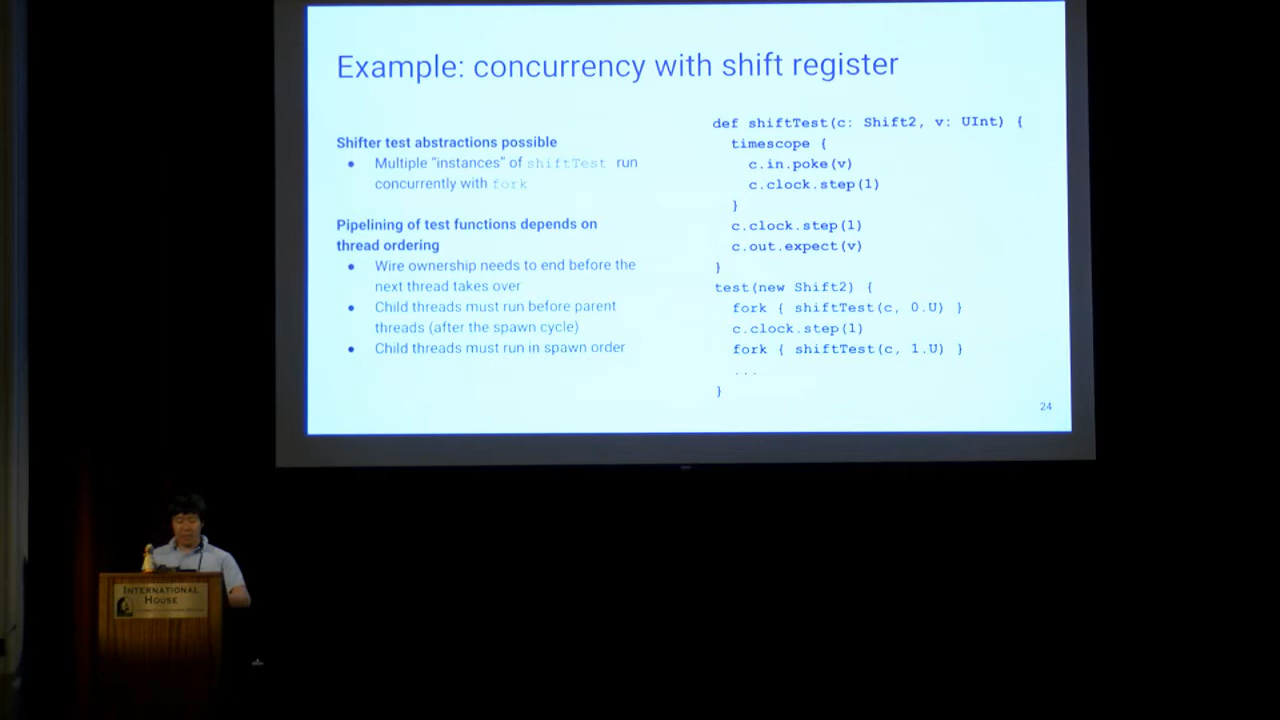 Example: concurrency with shift register
Shifter test abstractions possible
● Multiple “instances” of shiftTest run
concurrently with fork
Pipelining of test functions depends on
thread ordering
● Wire ownership needs to end before the
next thread takes over
● Child threads must run before parent
threads (after the spawn cycle)
● Child threads must run in spawn order
def shiftTest(c: Shift2, v: UInt) {
timescope {
c.in.poke(v)
c.clock.step(1)
}
c.clock.step(1)
c.out.expect(v)
}
test(new Shift2) {
fork { shiftTest(c, 0.U) }
c.clock.step(1)
fork { shiftTest(c, 1.U) }
...
}
24
INTERNATIONAL
HOUSE